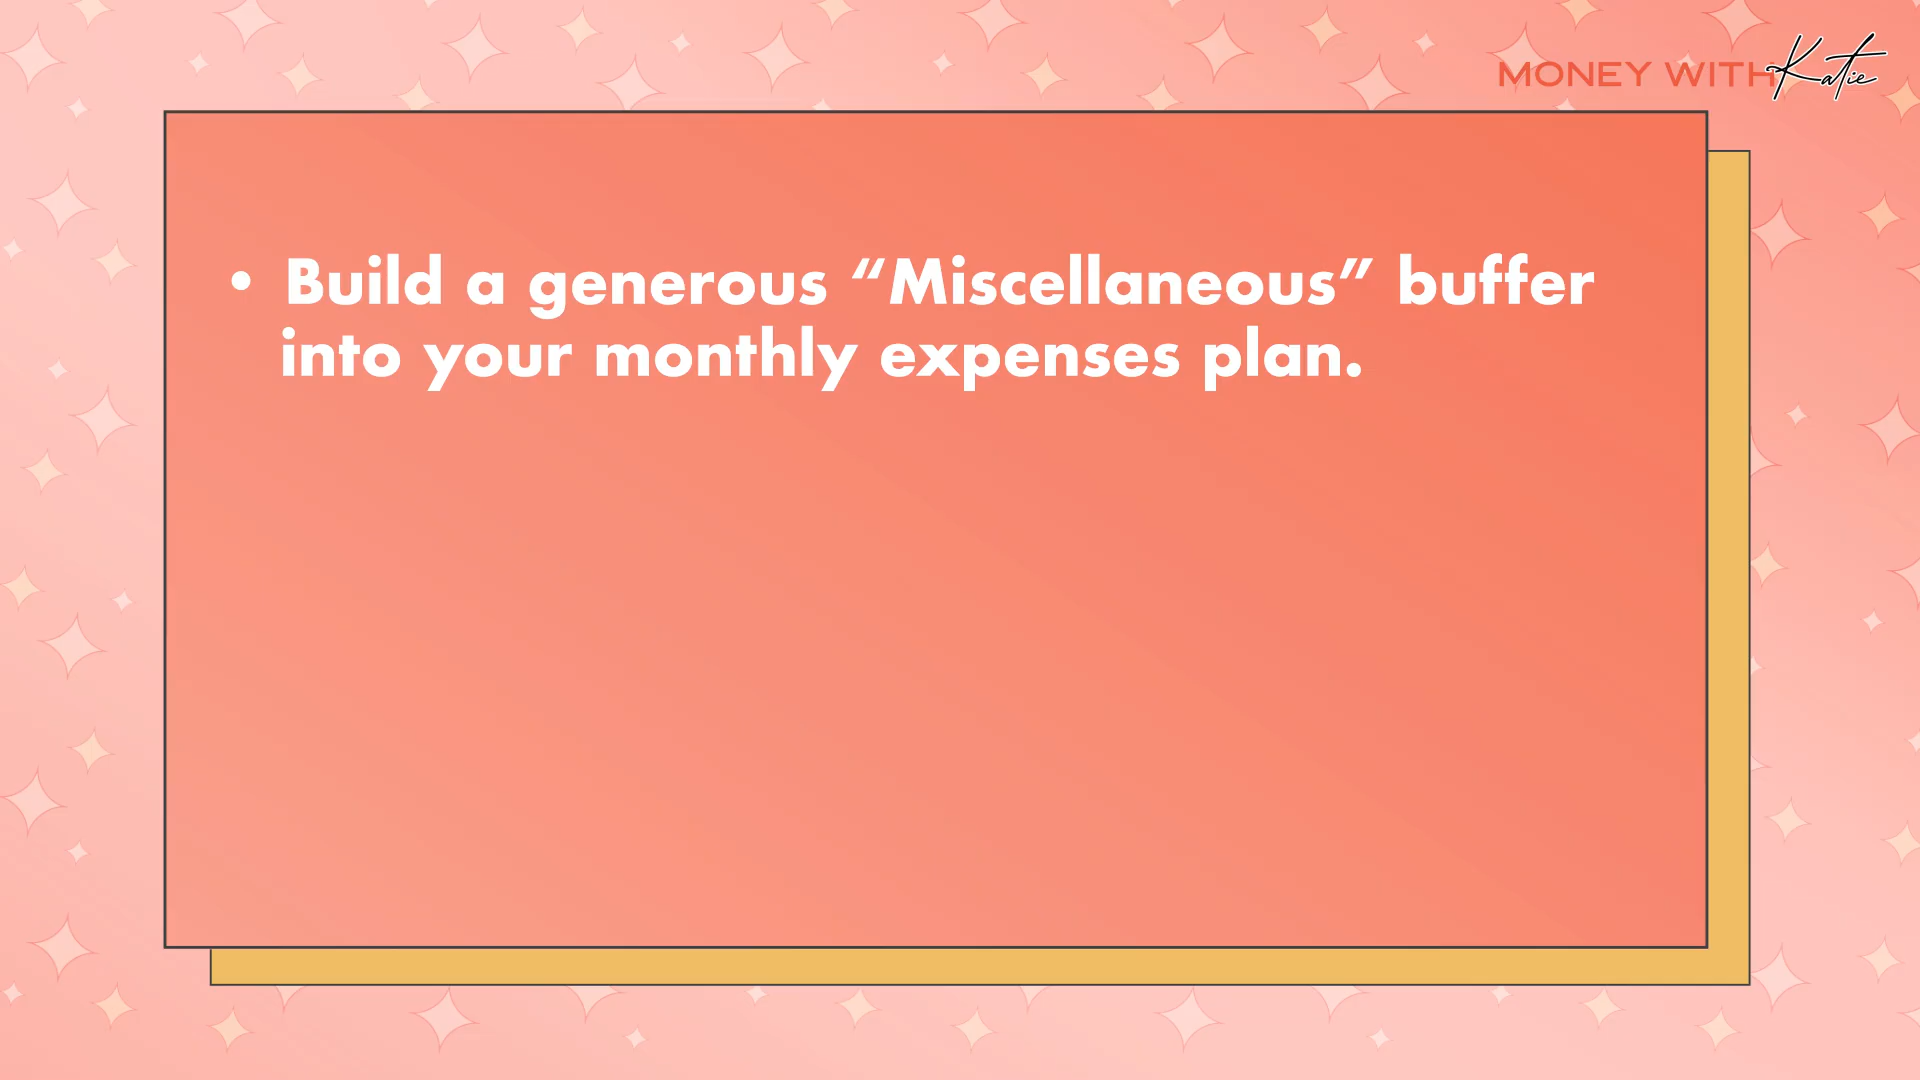 MONEY WITH Katie
• Build a generous “Miscellaneous” buffer
into your monthly expenses plan.